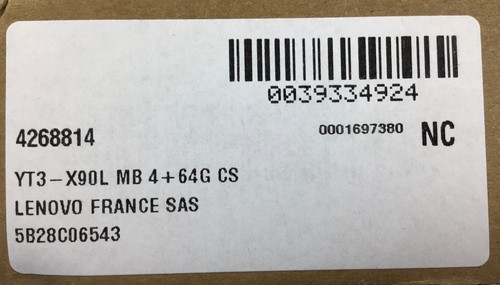 0039334924
4268814 0001697380 NC
YT3-X90L MB 4+64G CS
LENOVO FRANCE SAS
5B28C06543